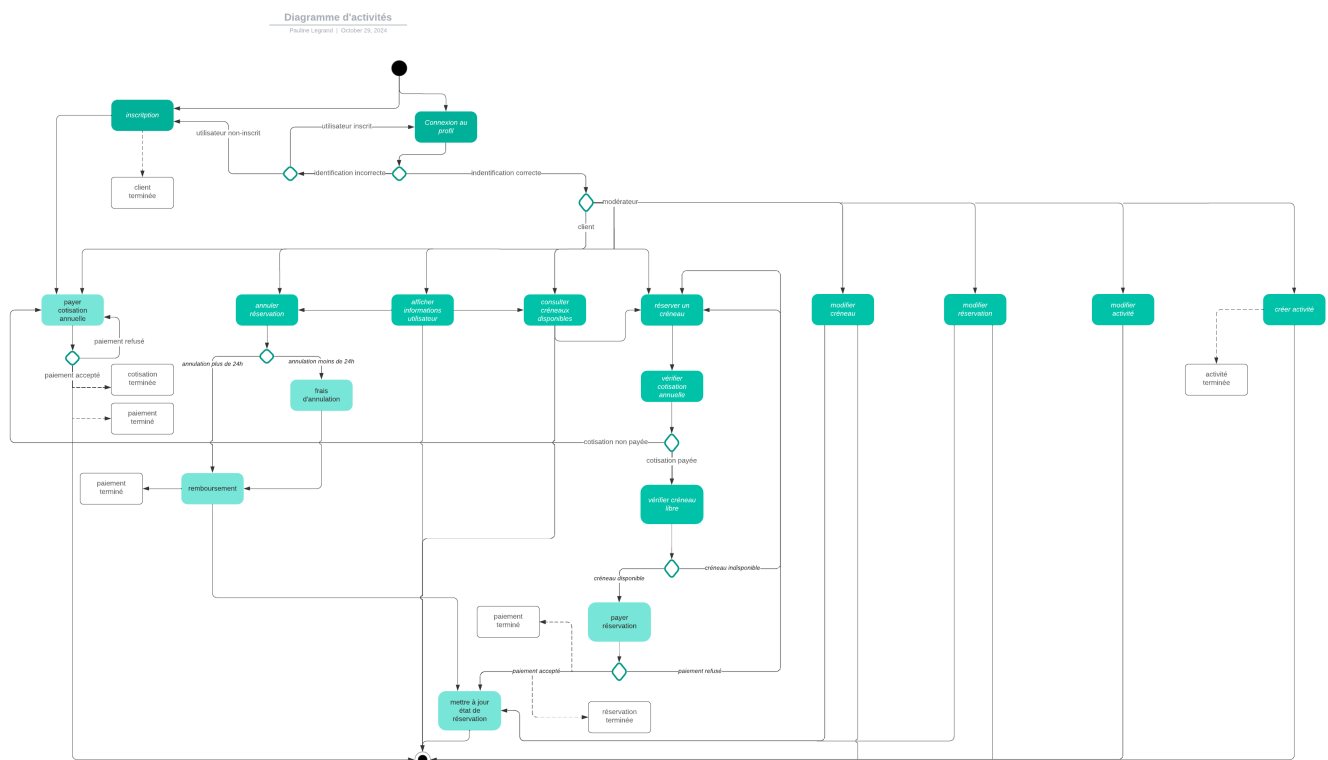 Diagramme d'activités
Pauline Legrand | October 29, 2024
inscritption
Connexion au
profil
utilisateur inscrit
utilisateur non-inscrit
identification incorrecte
indentification correcte
client
terminée
modérateur
client
payer
cotisation
annuelle
annuler
réservation
afficher
informations
utilisateur
consulter
créneaux
disponibles
réserver un
créneau
modifier
créneau
modifier
réservation
modifier
activité
créer activité
paiement refusé
paiement accepté
annulation plus de 24h
annulation moins de 24h
cotisation
terminée
frais
d'annulation
vérifier
cotisation
annuelle
activité
terminée
paiement
terminé
cotisation non payée
cotisation payée
paiement
terminé
remboursement
vérifier créneau
libre
créneau indisponible
créneau disponible
paiement
terminé
payer
réservation
paiement accepté
paiement refusé
mettre à jour
état de
réservation
réservation
terminée